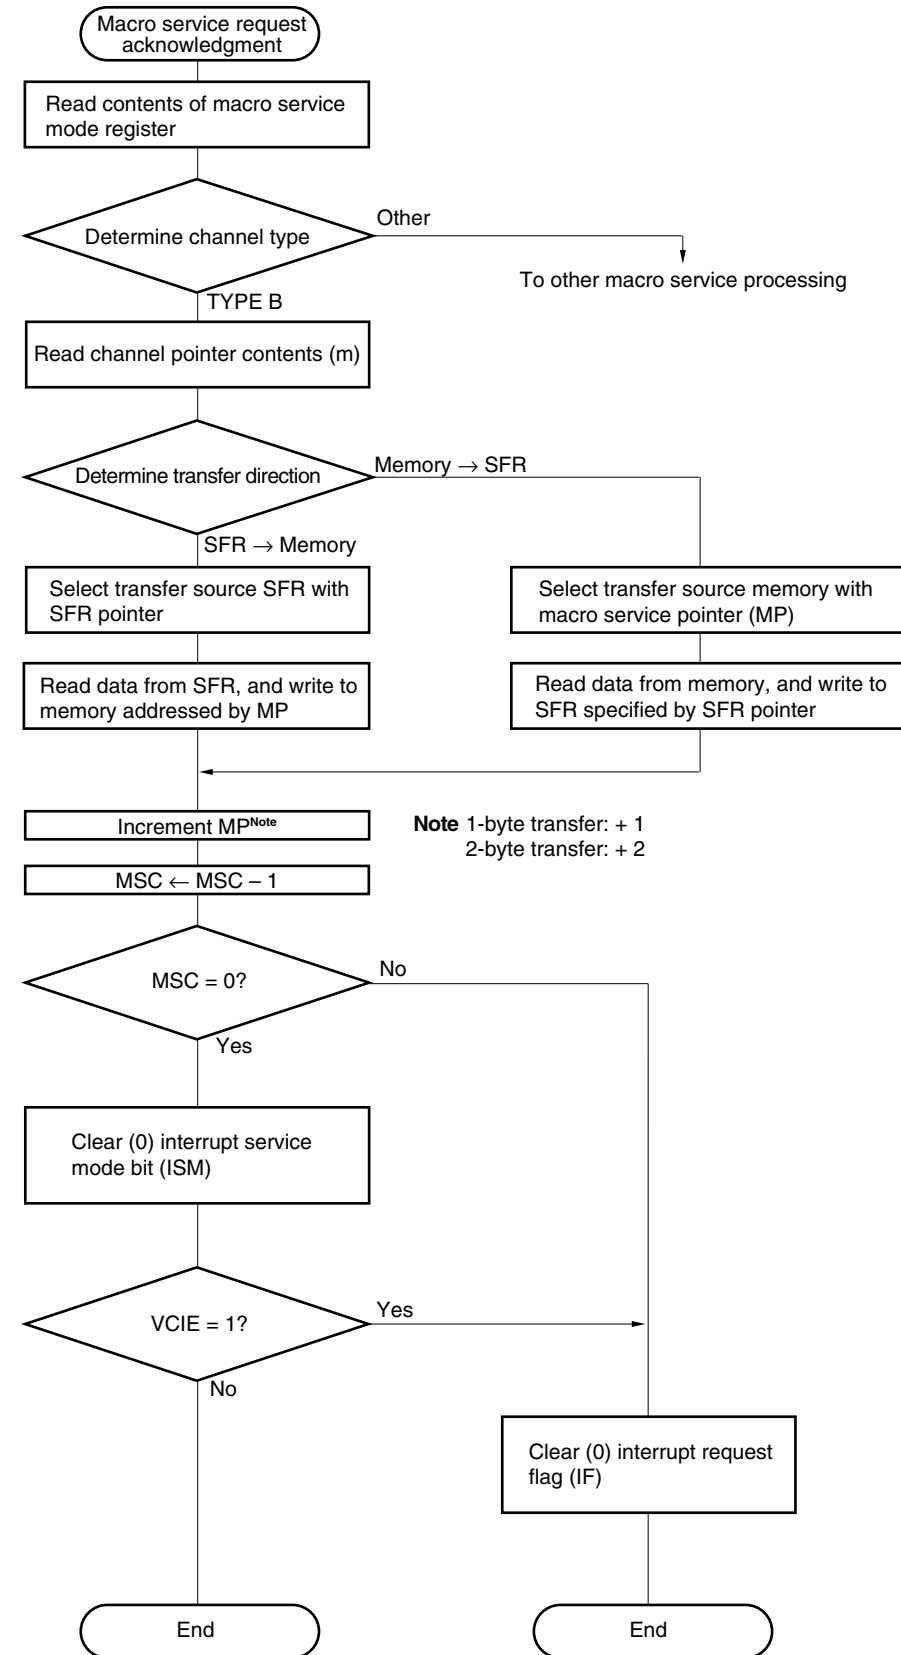 Macro service request
acknowledgment
Read contents of macro service
mode register
Determine channel type
Other
To other macro service processing
TYPE B
Read channel pointer contents (m)
Determine transfer direction
Memory → SFR
SFR → Memory
Select transfer source SFR with
SFR pointer
Select transfer source memory with
macro service pointer (MP)
Read data from SFR, and write to
memory addressed by MP
Read data from memory, and write to
SFR specified by SFR pointer
Increment MPNote
Note 1-byte transfer: + 1
2-byte transfer: + 2
MSC ← MSC – 1
MSC = 0?
No
Yes
Clear (0) interrupt service
mode bit (ISM)
VCIE = 1?
Yes
No
Clear (0) interrupt request
flag (IF)
End
End